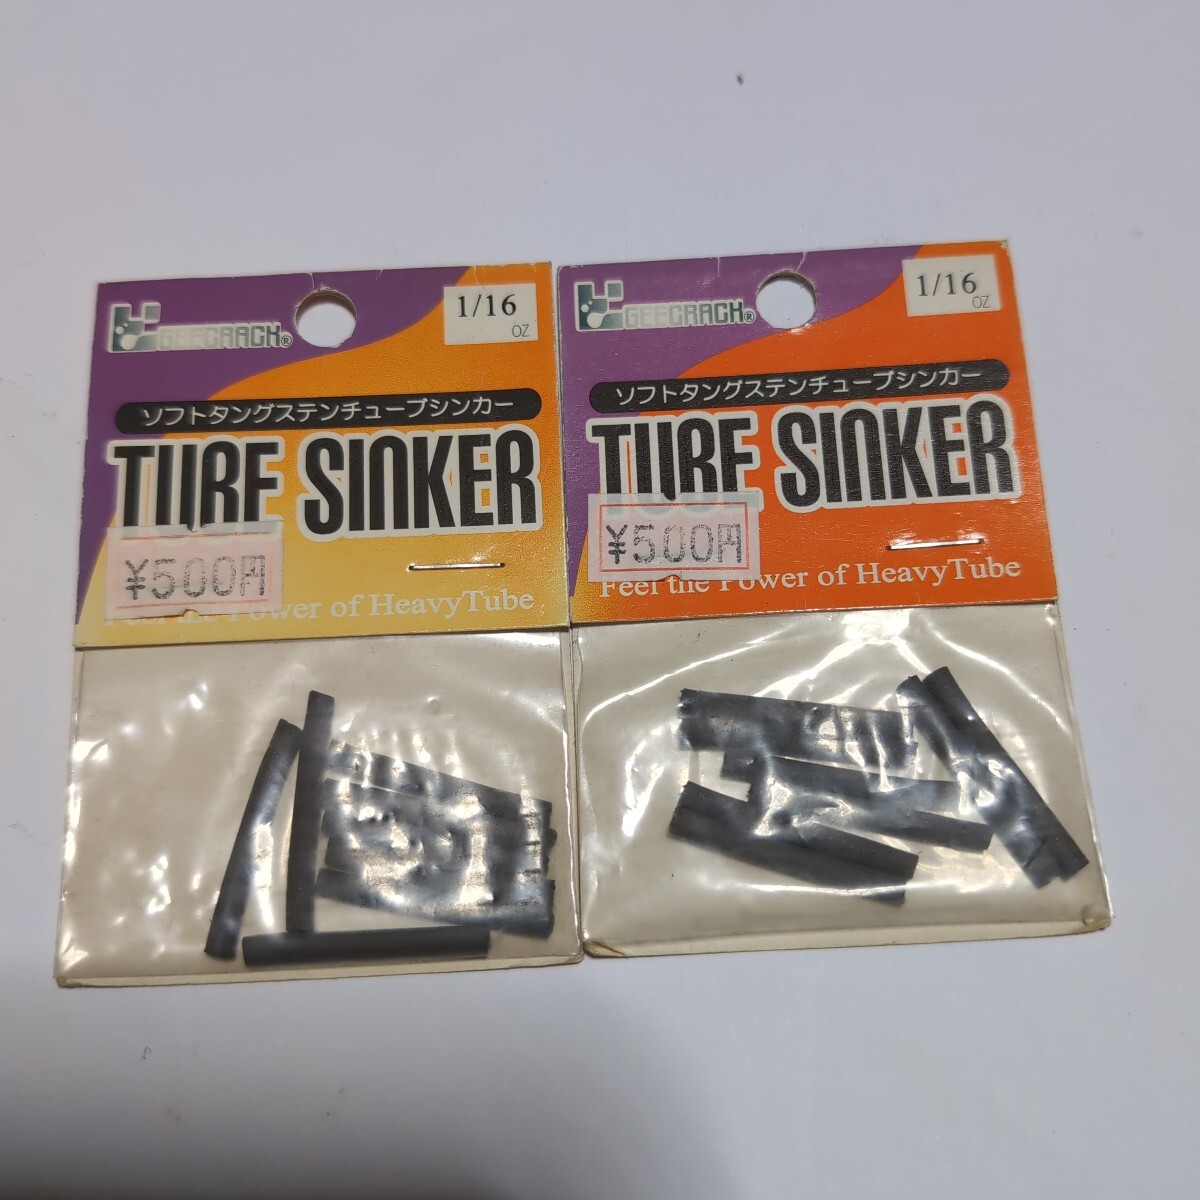 GEECRACK®
1/16
OZ
ソフトタングステンチューブシンカー
TUBE SINKER
¥500円
Feel the Power of HeavyTube
GEECRACK®
1/16
OZ
ソフトタングステンチューブシンカー
TUBE SINKER
¥500円
Feel the Power of HeavyTube